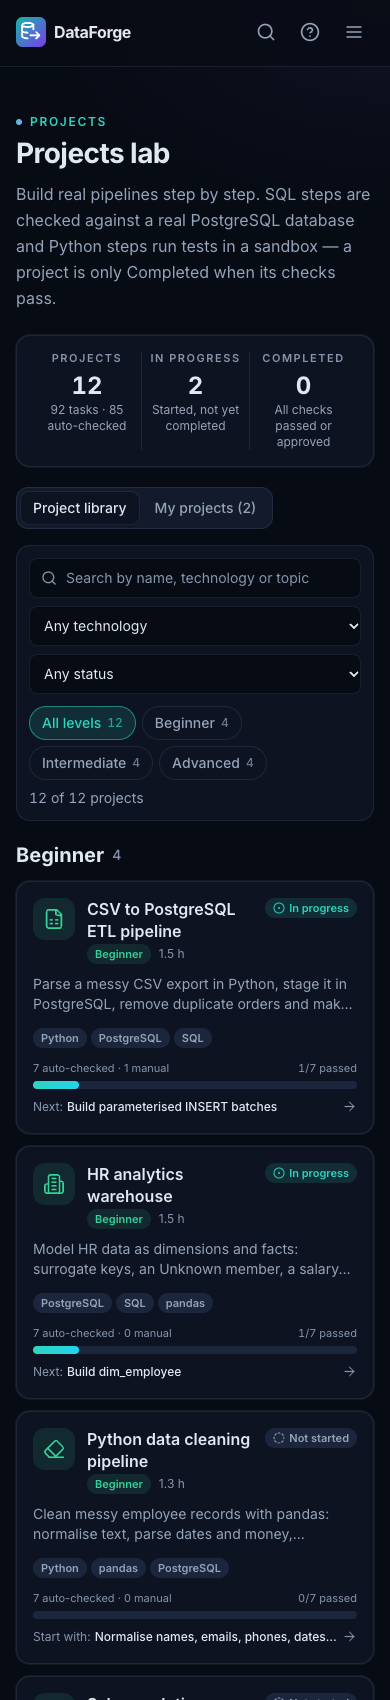 DataForge
PROJECTS
Projects lab
Build real pipelines step by step. SQL steps are
checked against a real PostgreSQL database
and Python steps run tests in a sandbox — a
project is only Completed when its checks
pass.
PROJECTS
12
92 tasks · 85
auto-checked
IN PROGRESS
2
Started, not yet
completed
COMPLETED
0
All checks
passed or
approved
Project library
My projects (2)
Search by name, technology or topic
Any technology
Any status
All levels 12
Beginner 4
Intermediate 4
Advanced 4
12 of 12 projects
Beginner 4
CSV to PostgreSQL
ETL pipeline
In progress
Beginner 1.5 h
Parse a messy CSV export in Python, stage it in
PostgreSQL, remove duplicate orders and mak...
Python PostgreSQL SQL
7 auto-checked · 1 manual 1/7 passed
Next: Build parameterised INSERT batches
HR analytics
warehouse
In progress
Beginner 1.5 h
Model HR data as dimensions and facts:
surrogate keys, an Unknown member, a salary...
PostgreSQL SQL pandas
7 auto-checked · 0 manual 1/7 passed
Next: Build dim_employee
Python data cleaning
pipeline
Not started
Beginner 1.3 h
Clean messy employee records with pandas:
normalise text, parse dates and money,...
Python pandas PostgreSQL
7 auto-checked · 0 manual 0/7 passed
Start with: Normalise names, emails, phones, dates...